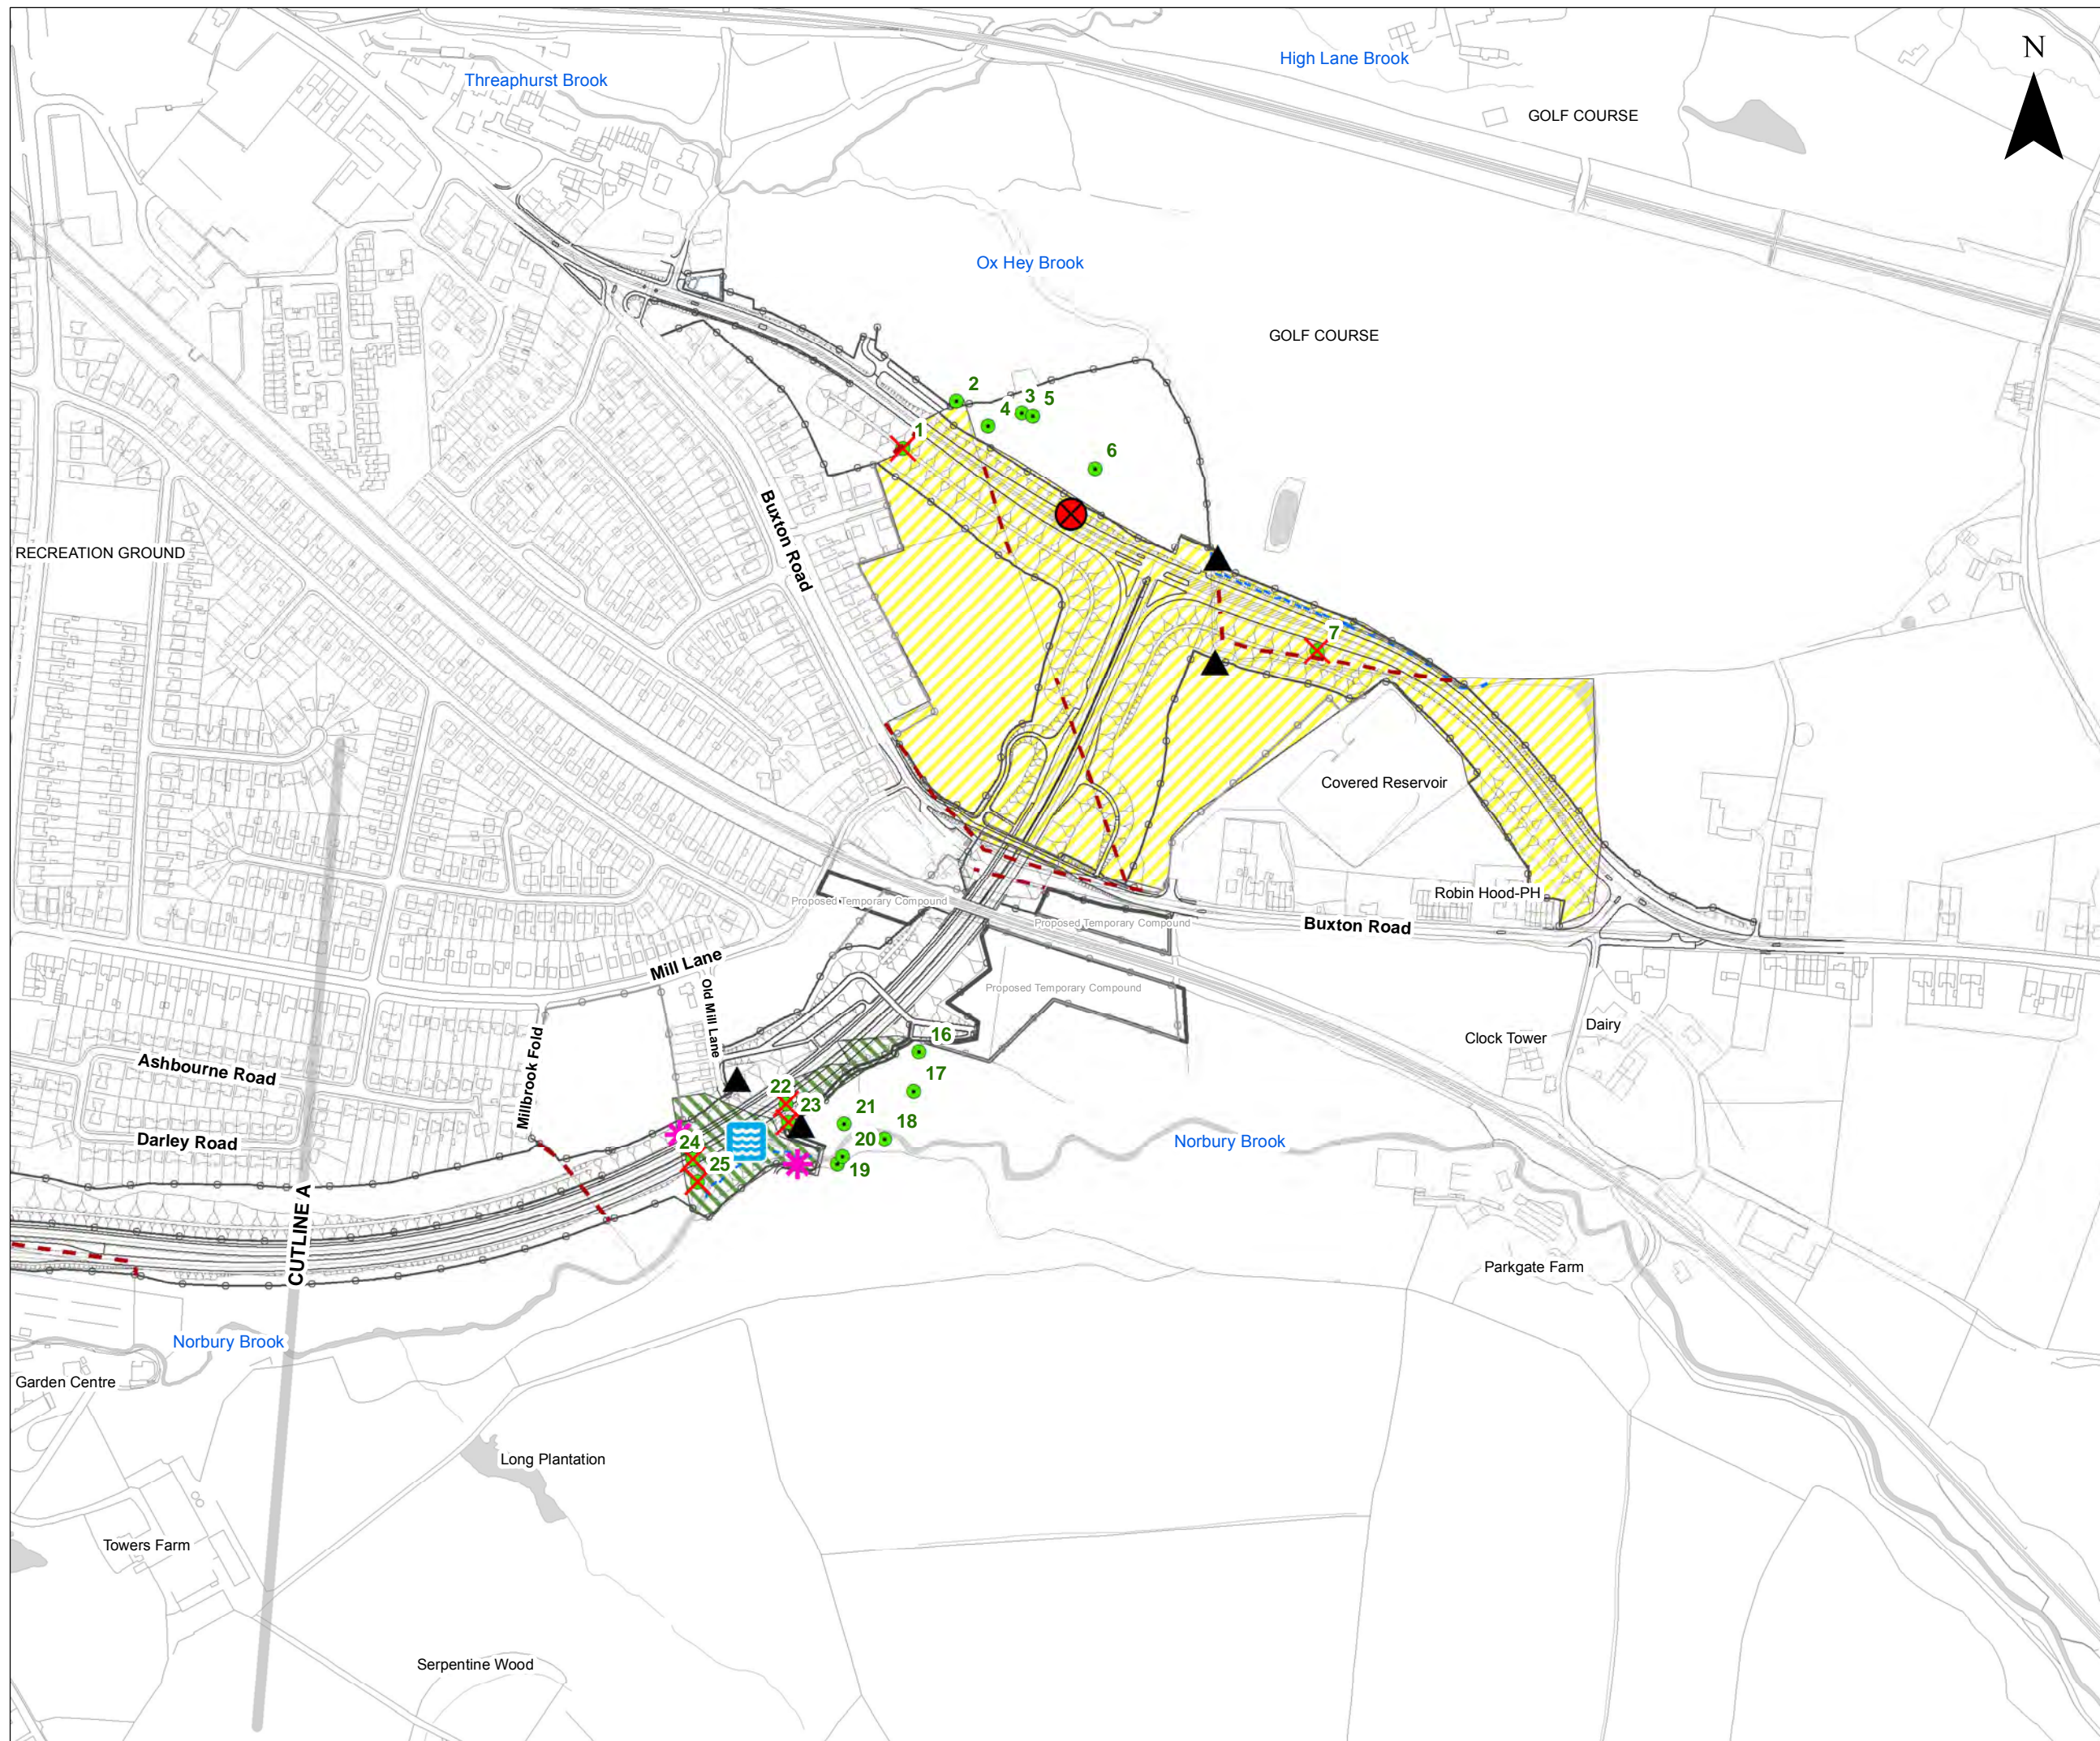 N
High Lane Brook
Threaphurst Brook
GOLF COURSE
Ox Hey Brook
GOLF COURSE
2
3
5
4
1
6
Buxton Road
RECREATION GROUND
7
Covered Reservoir
Robin Hood-PH
Proposed Temporary Compound
Proposed Temporary Compound
Buxton Road
Mill Lane
Old Mill Lane
Proposed Temporary Compound
16
Clock Tower
Dairy
Millbrook Fold
Ashbourne Road
17
22
23
21
18
20
Darley Road
24
Norbury Brook
25
19
CUTLINE A
Parkgate Farm
Norbury Brook
Garden Centre
Long Plantation
Towers Farm
Serpentine Wood